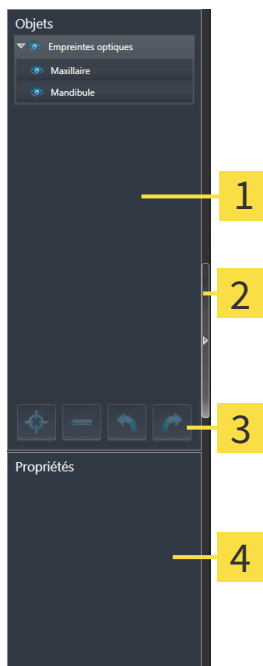 Objets
Empreintes optiques
Maxillaire
Mandibule
1
2
3
Propriétés
4